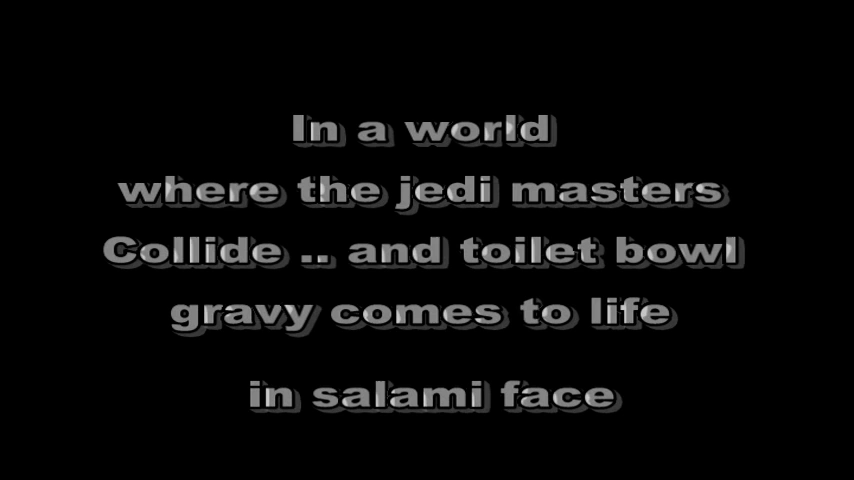 In a world
where the jedi masters
Collide .. and toilet bowl
gravy comes to life
in salami face